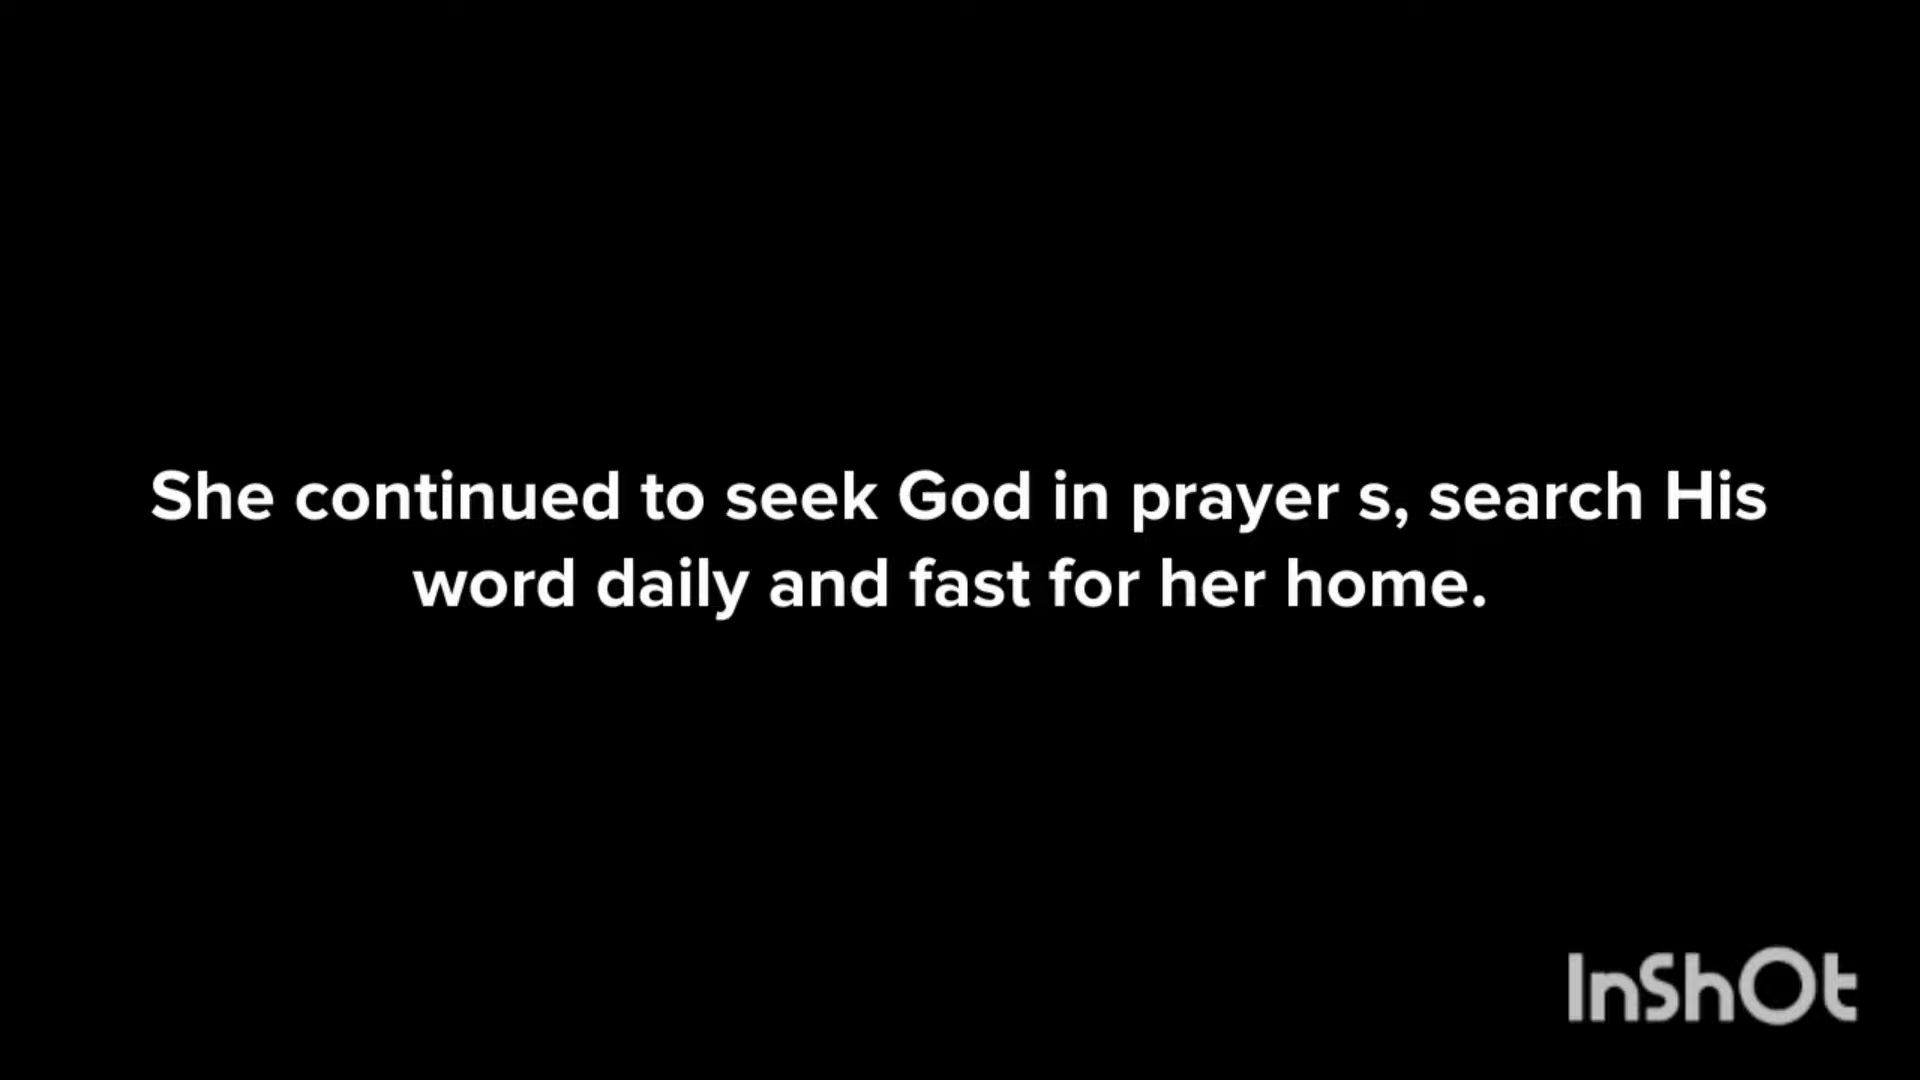 She continued to seek God in prayer s, search His
word daily and fast for her home.
InShOt